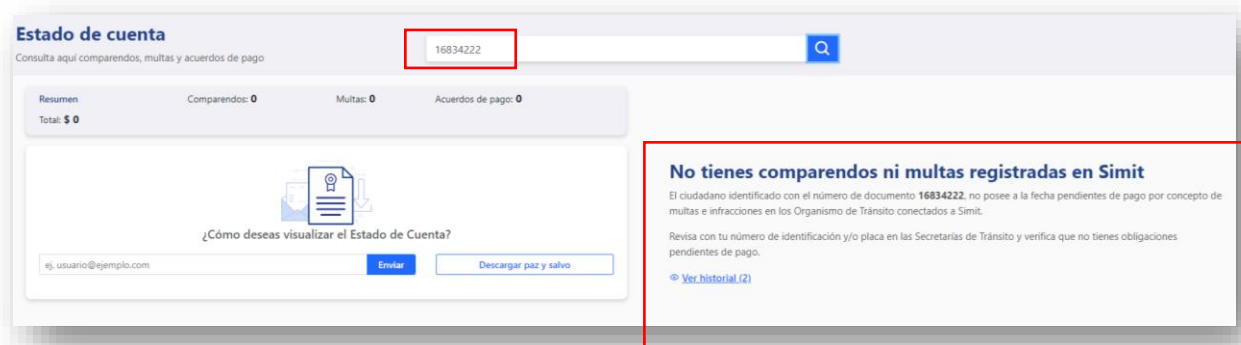 Estado de cuenta
Consulta aquí comparendos, multas y acuerdos de pago
16834222
Resumen Comparendos: 0 Multas: 0 Acuerdos de pago: 0
Total: $ 0
¿Cómo deseas visualizar el Estado de Cuenta?
ej. usuario@ejemplo.com Enviar Descargar paz y salvo
No tienes comparendos ni multas registradas en Simit
El ciudadano identificado con el número de documento 16834222, no posee a la fecha pendientes de pago por concepto de
multas e infracciones en los Organismo de Tránsito conectados a Simit.
Revisa con tu número de identificación y/o placa en las Secretarías de Tránsito y verifica que no tienes obligaciones
pendientes de pago.
Ver historial (2)